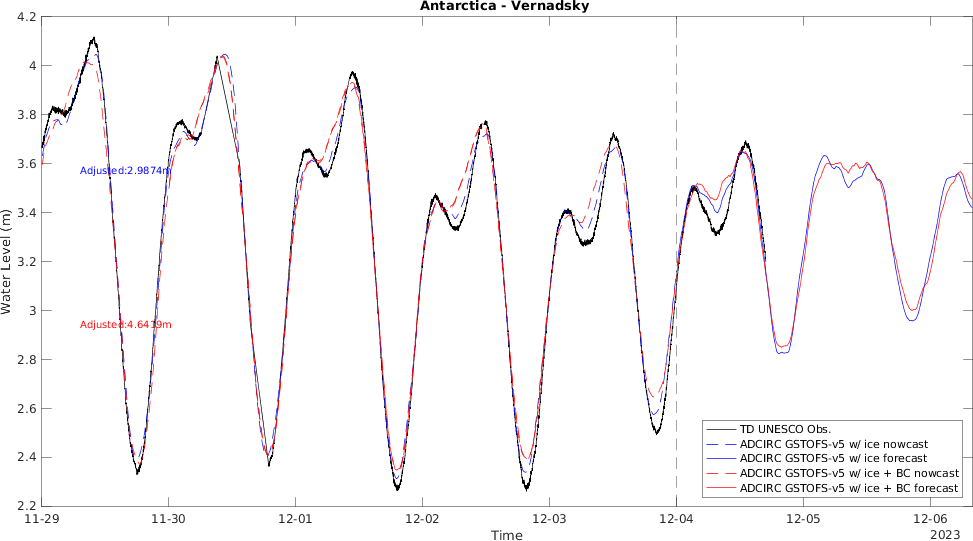 Antarctica - Vernadsky
4.2
4
3.8
3.6
3.4
3.2
3
2.8
2.6
2.4
2.2
Water Level (m)
Adjusted:2.9874m
Adjusted:4.6419m
TD UNESCO Obs.
ADCIRC GSTOFS-v5 w/ ice nowcast
ADCIRC GSTOFS-v5 w/ ice forecast
ADCIRC GSTOFS-v5 w/ ice + BC nowcast
ADCIRC GSTOFS-v5 w/ ice + BC forecast
11-29 11-30 12-01 12-02 12-03 12-04 12-05 12-06
Time
2023